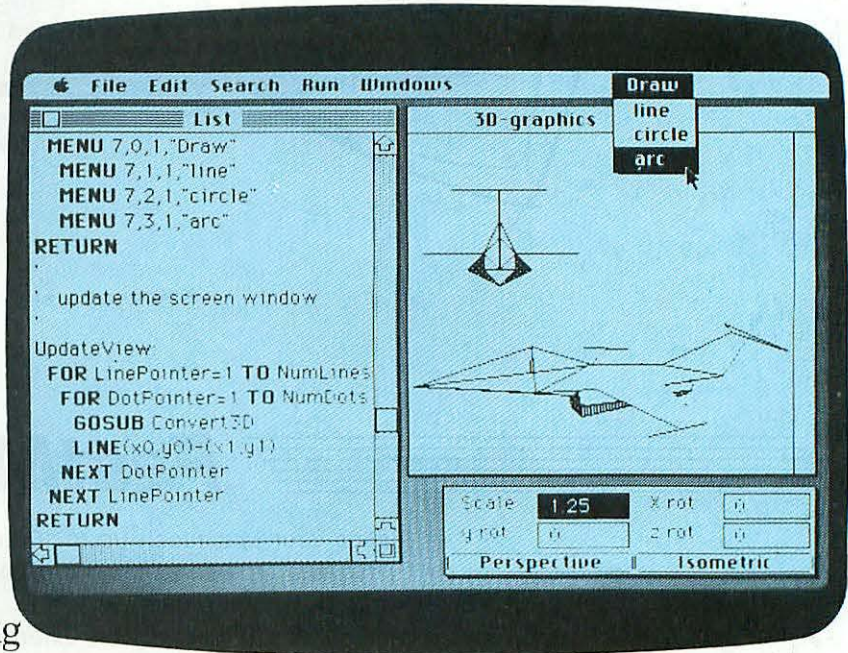 File Edit Search Run Windows Draw
List
MENU 7,0,1,"Draw"
MENU 7,1,1,"line"
MENU 7,2,1,"circle"
MENU 7,3,1,"arc"
RETURN
'
' update the screen window
'
UpdateView:
FOR LinePointer=1 TO NumLines
FOR DotPointer=1 TO NumDots
GOSUB Convert3D
LINE(x0,y0)-(x1,y1)
NEXT DotPointer
NEXT LinePointer
RETURN
3D-graphics
line
circle
arc
Scale 1.25 X rot 0
y rot 0 z rot 0
Perspective Isometric
g